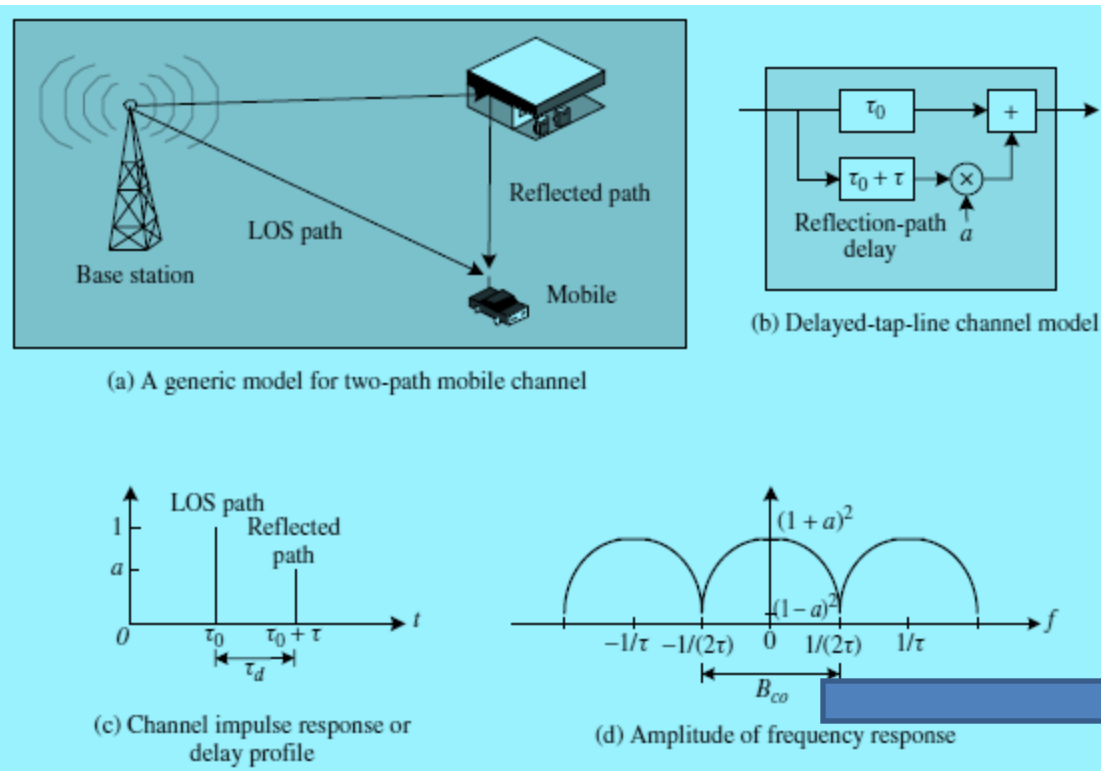 Base station
LOS path
Reflected path
Mobile
(a) A generic model for two-path mobile channel
τ₀
+
τ₀ + τ
×
Reflection-path
delay
a
(b) Delayed-tap-line channel model
LOS path
1
Reflected
path
a
0
τ₀
τ₀ + τ
t
τ_d
(c) Channel impulse response or
delay profile
(1 + a)²
(1− a)²
f
−1/τ −1/(2τ) 0 1/(2τ) 1/τ
B_co
(d) Amplitude of frequency response